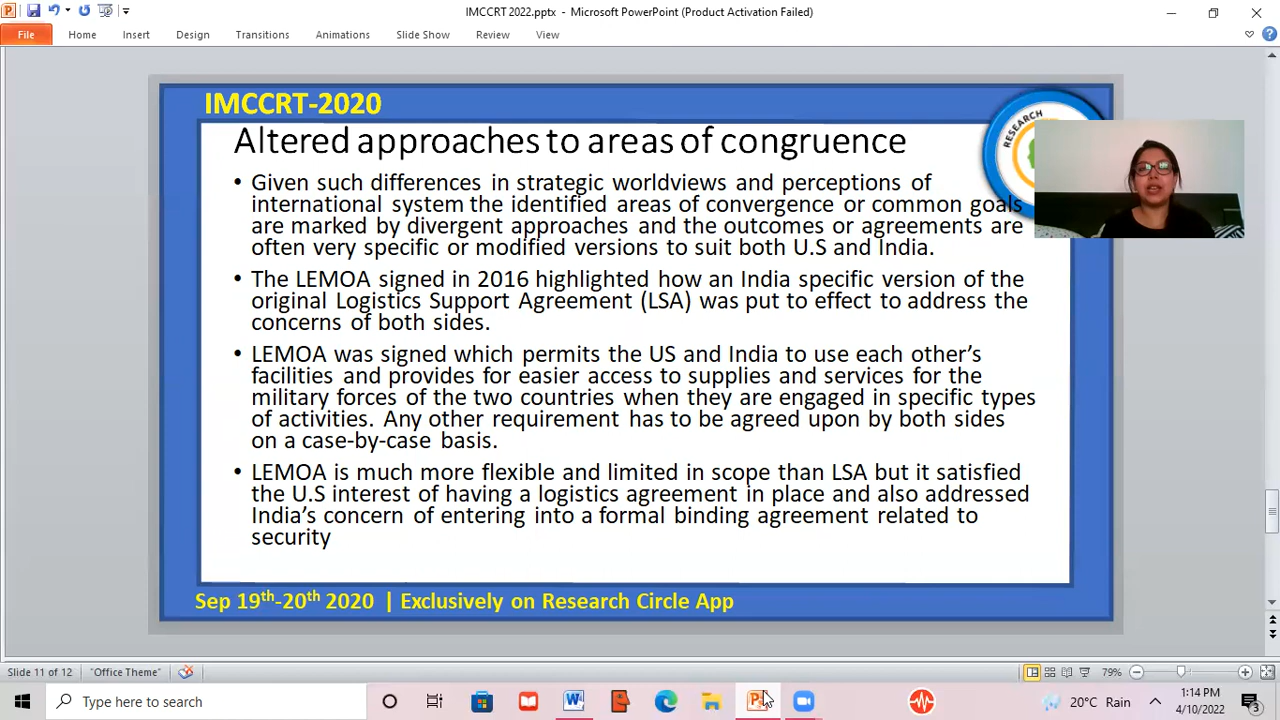 IMCCRT 2022.pptx - Microsoft PowerPoint (Product Activation Failed)
File Home Insert Design Transitions Animations Slide Show Review View
IMCCRT-2020
RESEARCH
Altered approaches to areas of congruence
• Given such differences in strategic worldviews and perceptions of
international system the identified areas of convergence or common goals
are marked by divergent approaches and the outcomes or agreements are
often very specific or modified versions to suit both U.S and India.
• The LEMOA signed in 2016 highlighted how an India specific version of the
original Logistics Support Agreement (LSA) was put to effect to address the
concerns of both sides.
• LEMOA was signed which permits the US and India to use each other's
facilities and provides for easier access to supplies and services for the
military forces of the two countries when they are engaged in specific types
of activities. Any other requirement has to be agreed upon by both sides
on a case-by-case basis.
• LEMOA is much more flexible and limited in scope than LSA but it satisfied
the U.S interest of having a logistics agreement in place and also addressed
India's concern of entering into a formal binding agreement related to
security
Sep 19th-20th 2020 | Exclusively on Research Circle App
Slide 11 of 12 "Office Theme" 79%
Type here to search 20°C Rain 1:14 PM
4/10/2022 3